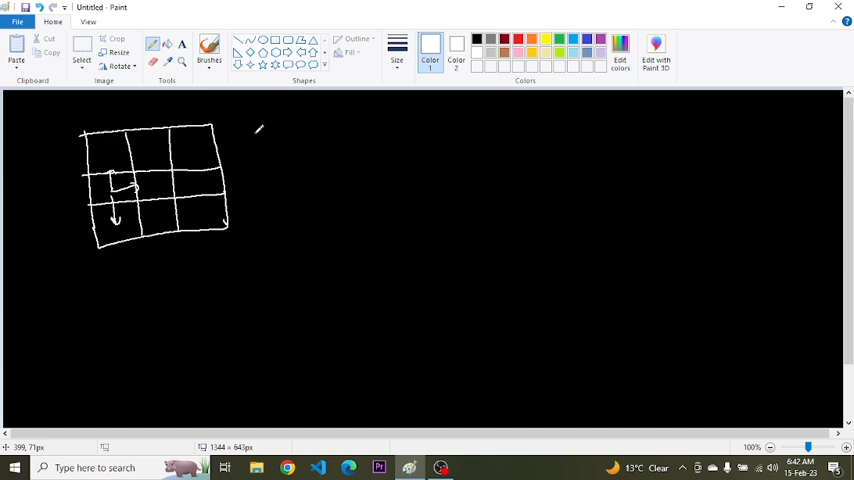 Untitled - Paint
File
Home
View
Paste
Cut
Copy
Clipboard
Select
Crop
Resize
Rotate
Image
A
Tools
Brushes
Outline
Fill
Shapes
Size
Color
1
Color
2
Edit
colors
Colors
Edit with
Paint 3D
399, 71px
1344 × 643px
100%
Type here to search
Pr
13°C Clear
6:42 AM
15-Feb-23
5